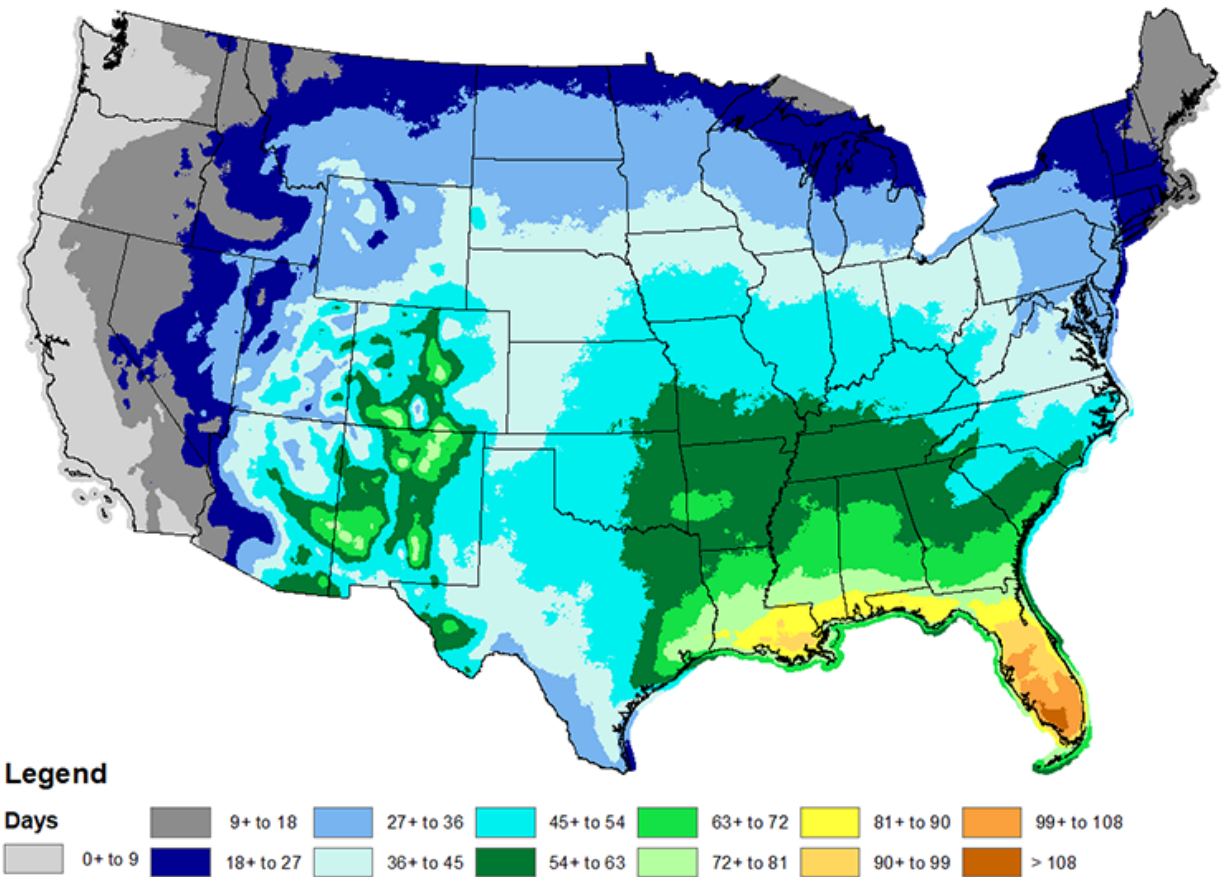 Legend
Days
9+ to 18 27+ to 36 45+ to 54 63+ to 72 81+ to 90 99+ to 108
0+ to 9 18+ to 27 36+ to 45 54+ to 63 72+ to 81 90+ to 99 > 108